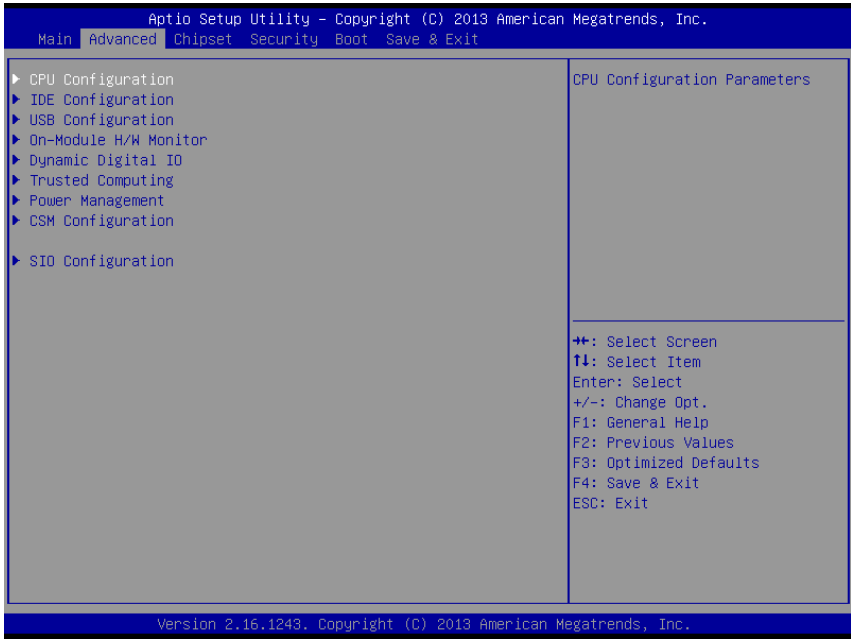 Aptio Setup Utility – Copyright (C) 2013 American Megatrends, Inc.
Main Advanced Chipset Security Boot Save & Exit
CPU Configuration
IDE Configuration
USB Configuration
On-Module H/W Monitor
Dynamic Digital IO
Trusted Computing
Power Management
CSM Configuration
SIO Configuration
CPU Configuration Parameters
→←: Select Screen
↑↓: Select Item
Enter: Select
+/-: Change Opt.
F1: General Help
F2: Previous Values
F3: Optimized Defaults
F4: Save & Exit
ESC: Exit
Version 2.16.1243. Copyright (C) 2013 American Megatrends, Inc.